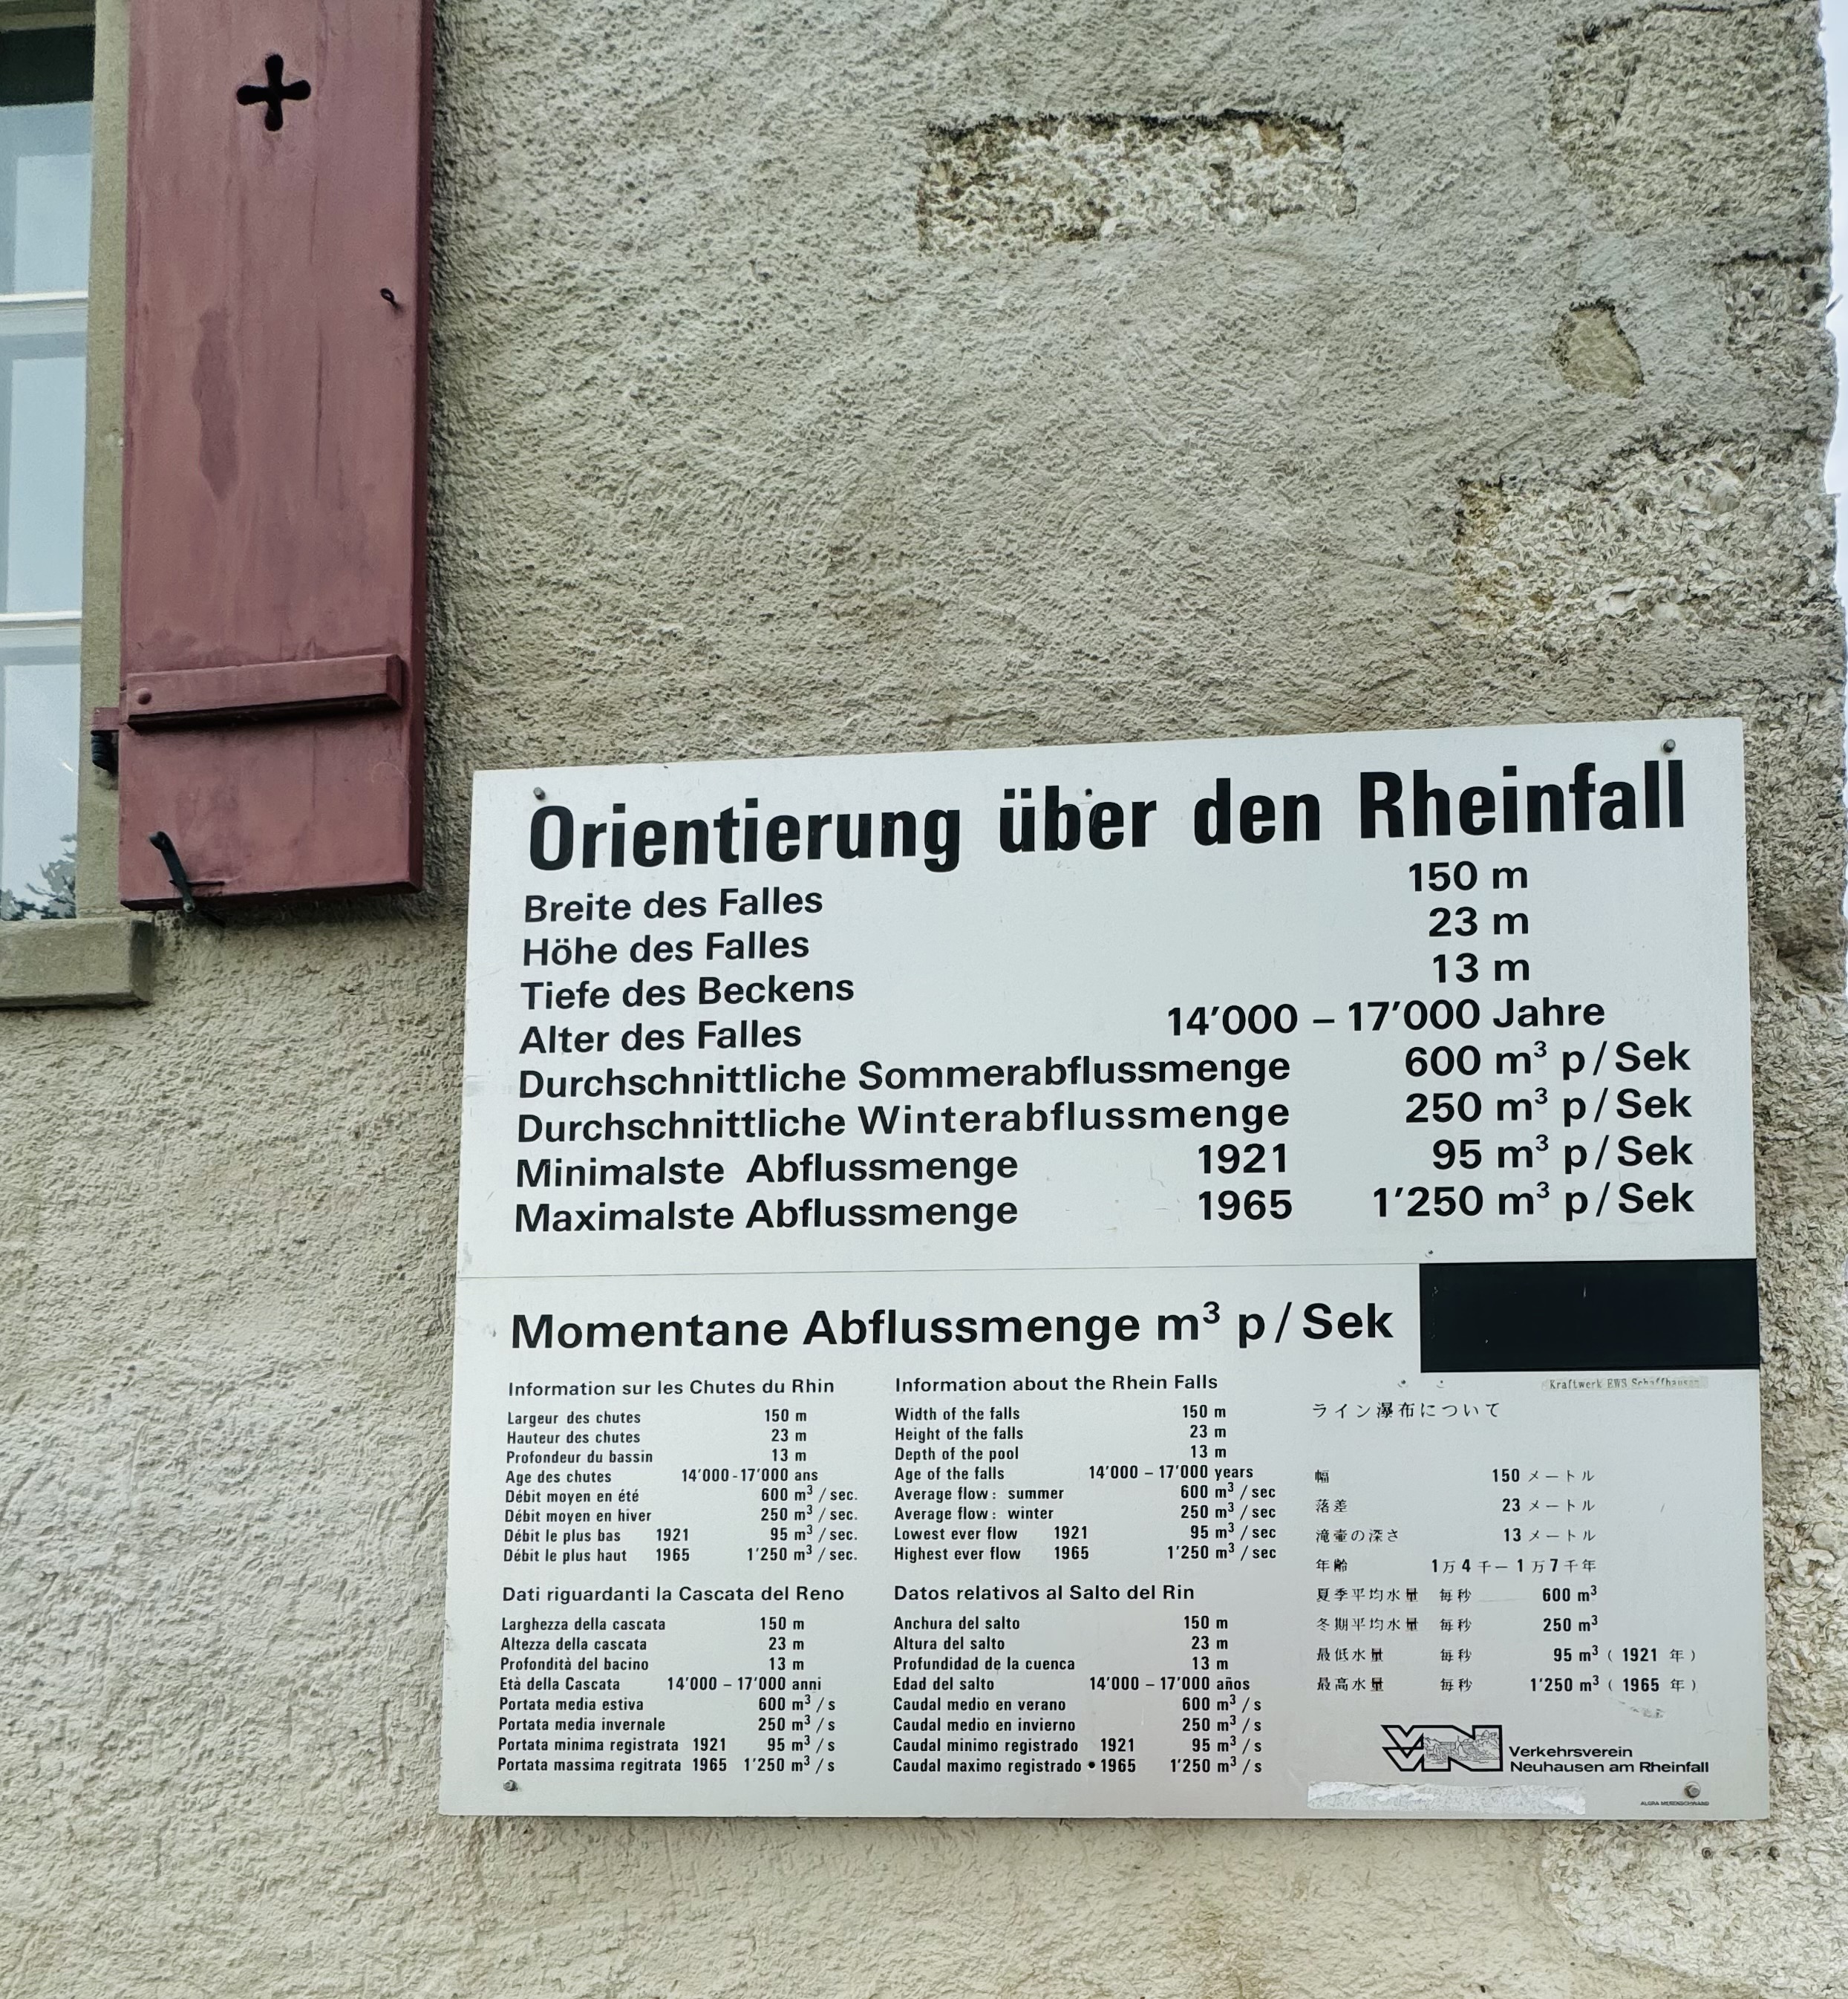 Orientierung über den Rheinfall
Breite des Falles 150 m
Höhe des Falles 23 m
Tiefe des Beckens 13 m
Alter des Falles 14’000 – 17’000 Jahre
Durchschnittliche Sommerabflussmenge 600 m³ p/Sek
Durchschnittliche Winterabflussmenge 250 m³ p/Sek
Minimalste Abflussmenge 1921 95 m³ p/Sek
Maximalste Abflussmenge 1965 1’250 m³ p/Sek
Momentane Abflussmenge m³ p/Sek
Kraftwerk EWS Schaffhausen
Information sur les Chutes du Rhin
Largeur des chutes 150 m
Hauteur des chutes 23 m
Profondeur du bassin 13 m
Age des chutes 14’000-17’000 ans
Débit moyen en été 600 m³ / sec.
Débit moyen en hiver 250 m³ / sec.
Débit le plus bas 1921 95 m³ / sec.
Débit le plus haut 1965 1’250 m³ / sec.
Information about the Rhein Falls
Width of the falls 150 m
Height of the falls 23 m
Depth of the pool 13 m
Age of the falls 14’000 – 17’000 years
Average flow: summer 600 m³ / sec
Average flow: winter 250 m³ / sec
Lowest ever flow 1921 95 m³ / sec
Highest ever flow 1965 1’250 m³ / sec
Dati riguardanti la Cascata del Reno
Larghezza della cascata 150 m
Altezza della cascata 23 m
Profondità del bacino 13 m
Età della Cascata 14’000 – 17’000 anni
Portata media estiva 600 m³ / s
Portata media invernale 250 m³ / s
Portata minima registrata 1921 95 m³ / s
Portata massima regitrata 1965 1’250 m³ / s
Datos relativos al Salto del Rin
Anchura del salto 150 m
Altura del salto 23 m
Profundidad de la cuenca 13 m
Edad del salto 14’000 – 17’000 años
Caudal medio en verano 600 m³ / s
Caudal medio en invierno 250 m³ / s
Caudal minimo registrado 1921 95 m³ / s
Caudal maximo registrado 1965 1’250 m³ / s
ライン瀑布について
幅 150 メートル
落差 23 メートル
滝壷の深さ 13 メートル
年齢 1万4千－1万7千年
夏季平均水量 毎秒 600 m³
冬期平均水量 毎秒 250 m³
最低水量 毎秒 95 m³ ( 1921 年 )
最高水量 毎秒 1’250 m³ ( 1965 年 )
VN
Verkehrsverein
Neuhausen am Rheinfall